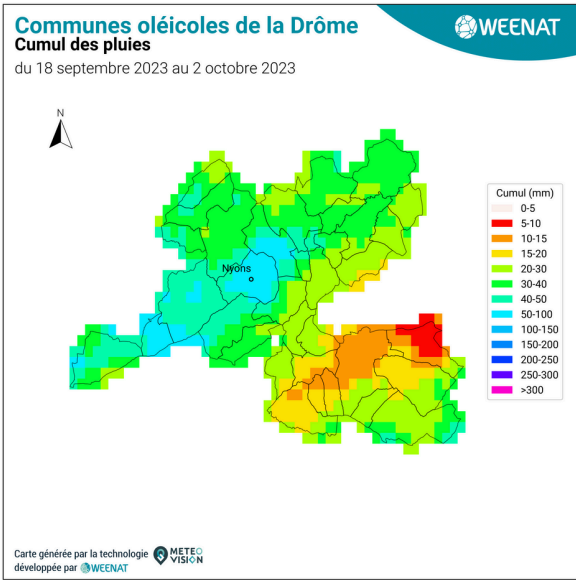 Communes oléicoles de la Drôme
Cumul des pluies
du 18 septembre 2023 au 2 octobre 2023
WEENAT
N
Nyons
Cumul (mm)
0-5
5-10
10-15
15-20
20-30
30-40
40-50
50-100
100-150
150-200
200-250
250-300
>300
Carte générée par la technologie METEO VISION
développée par WEENAT